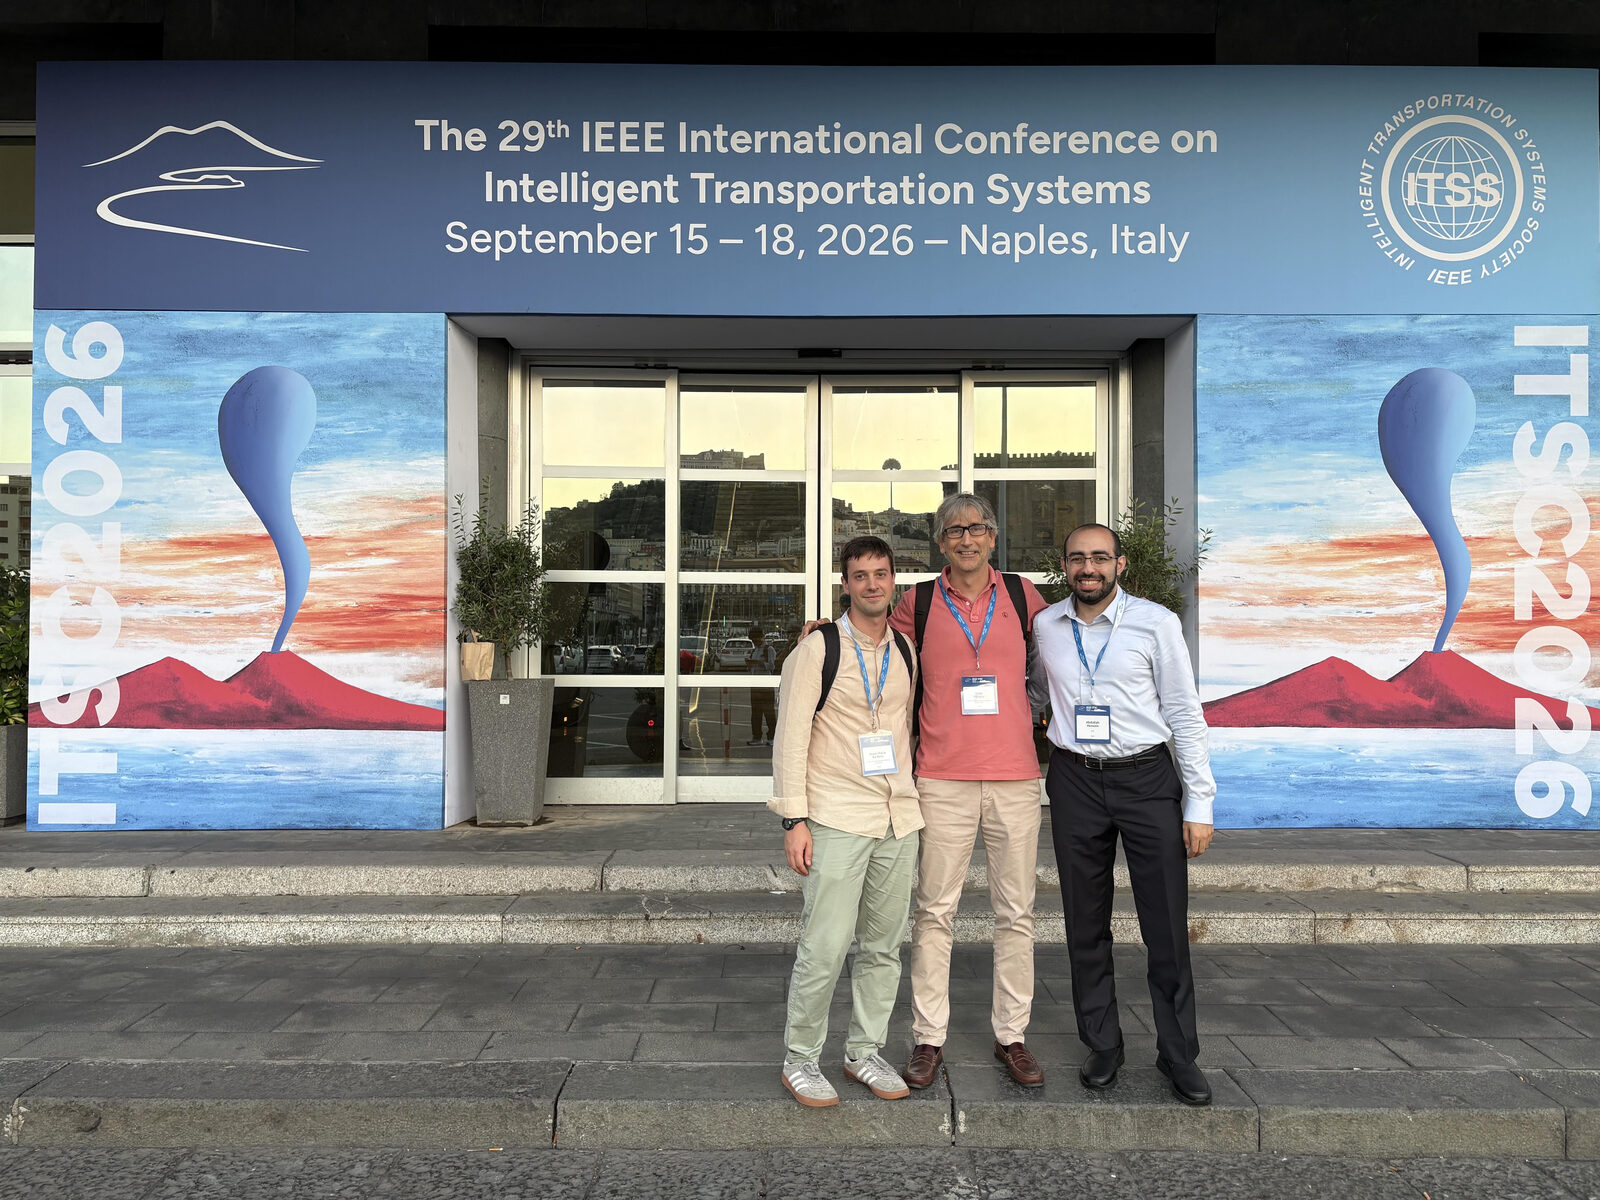 The 29th IEEE International Conference on
Intelligent Transportation Systems
September 15 – 18, 2026 – Naples, Italy
INTELLIGENT TRANSPORTATION SYSTEMS SOCIETY
ITSS
IEEE
ITSC2026
ITSC2026